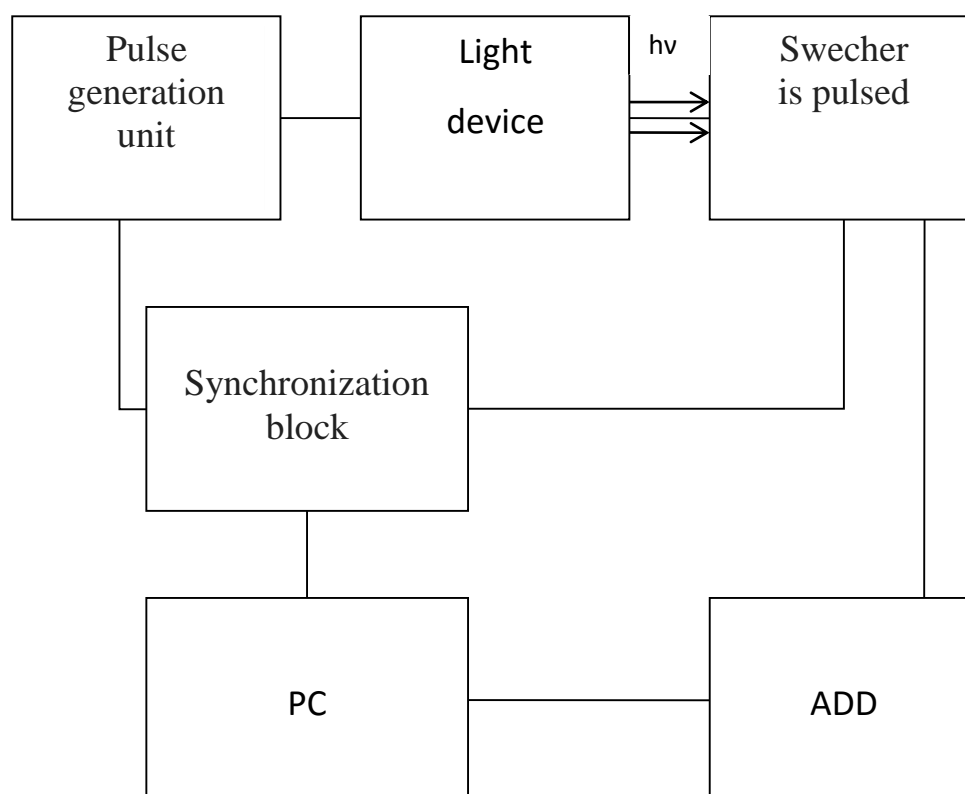 Pulse
generation
unit
Light
device
hν
Swecher
is pulsed
Synchronization
block
PC
ADD